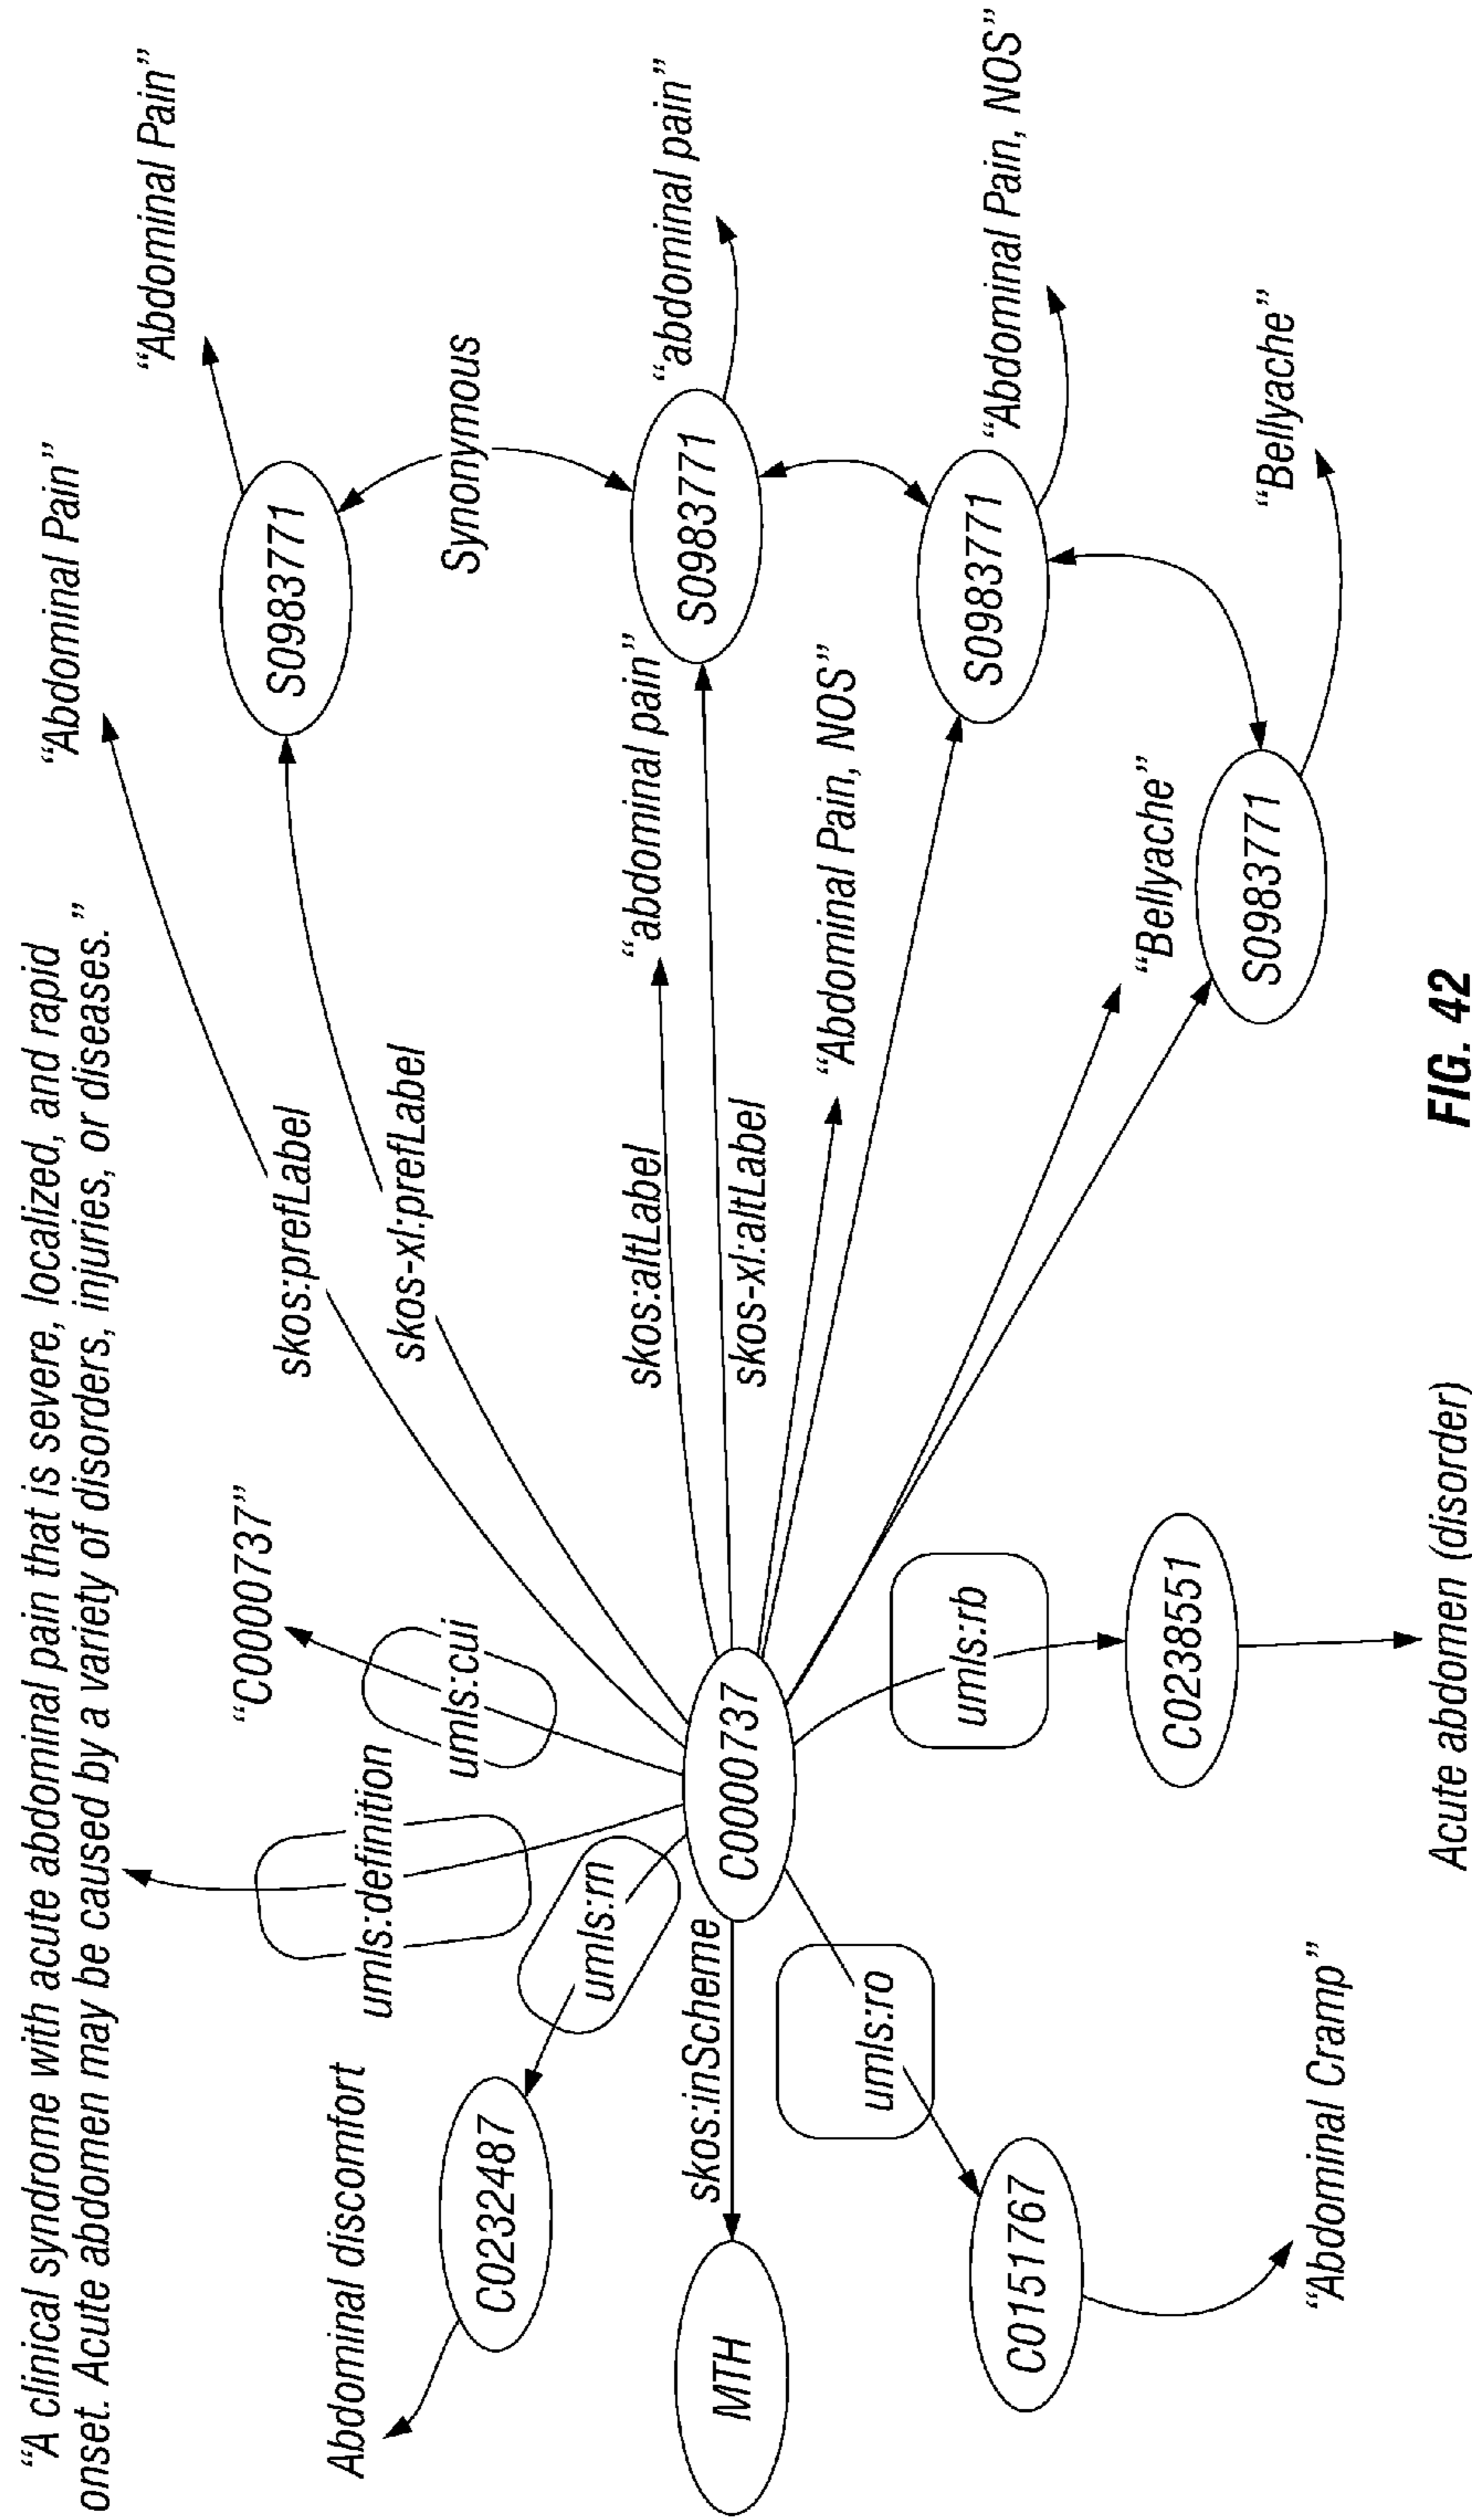 “A clinical syndrome with acute abdominal pain that is severe, localized, and rapid
onset. Acute abdomen may be caused by a variety of disorders, injuries, or diseases.”
“Abdominal Pain”
“Abdominal Pain”
“C0000737”
skos:prefLabel
S0983771
Abdominal discomfort
umls:definition
umls:cui
skos-xl:prefLabel
Synonymous
C0232487
umls:rn
skos:altLabel
“abdominal pain”
“abdominal pain”
S0983771
skos:inScheme
MTH
C0000737
skos-xl:altLabel
“Abdominal Pain, NOS”
umls:ro
umls:rb
S0983771
“Abdominal Pain, NOS”
C0151767
C0238551
“Bellyache”
S0983771
“Bellyache”
“Abdominal Cramp”
Acute abdomen (disorder)
FIG. 42